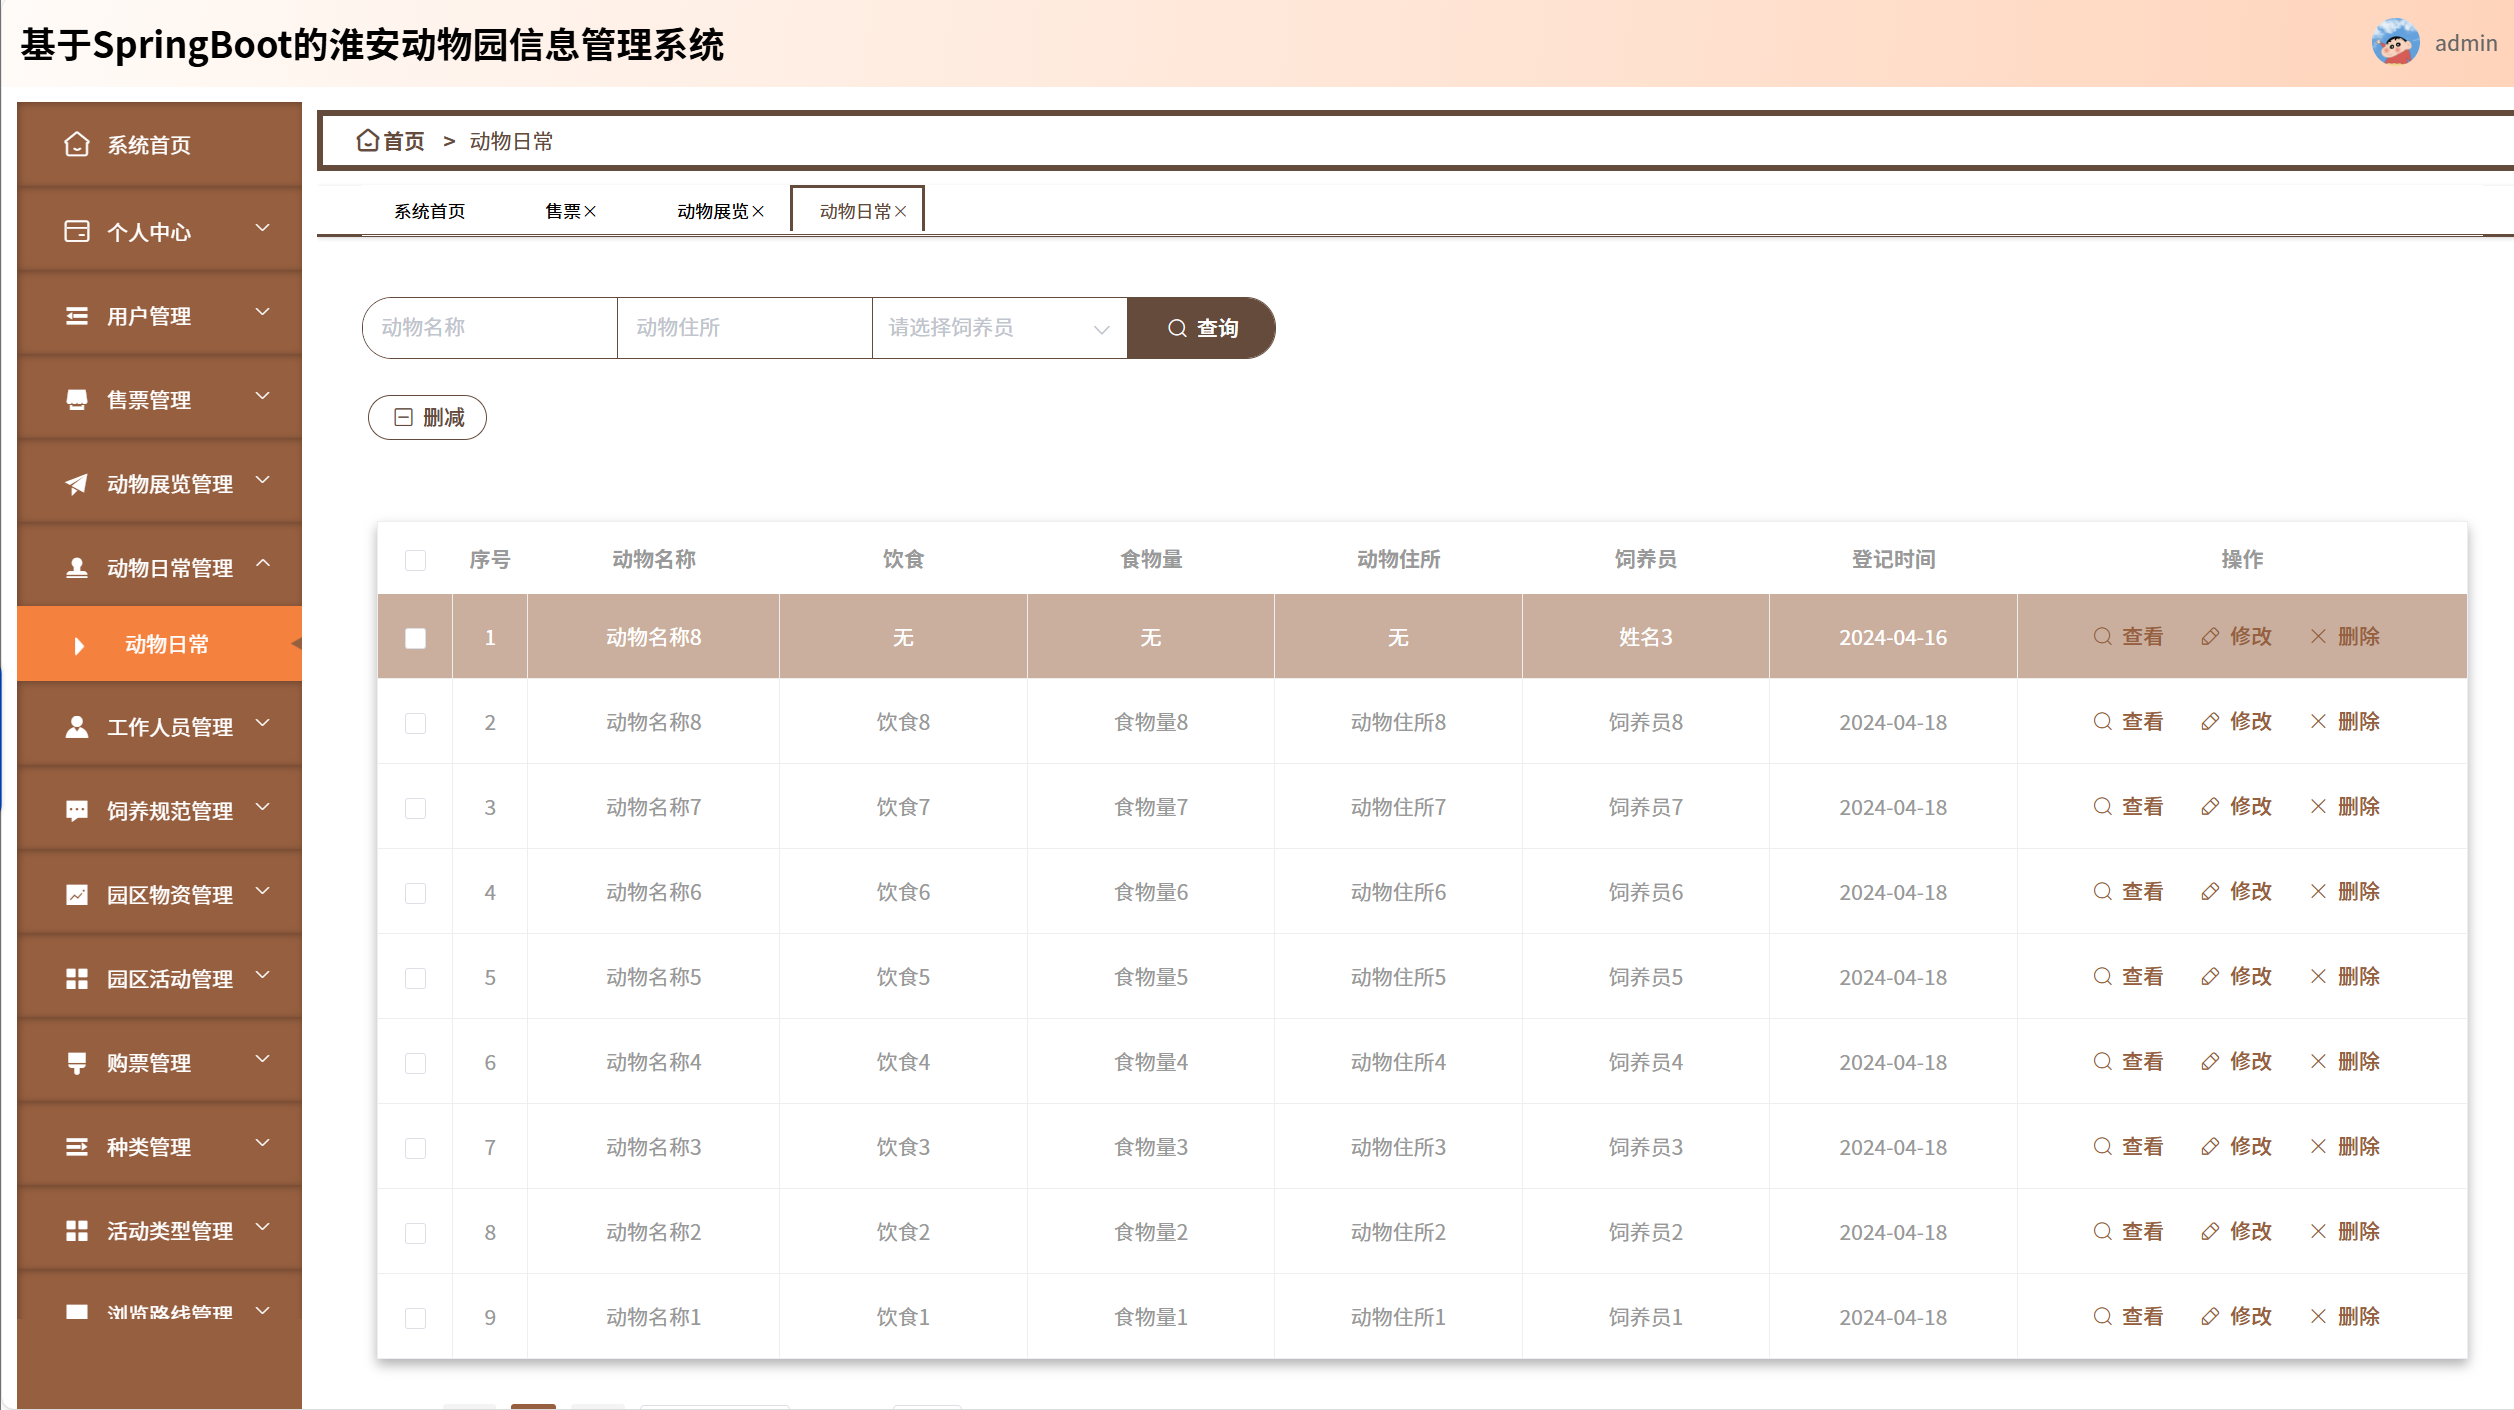 基于SpringBoot的淮安动物园信息管理系统
admin
系统首页
个人中心
用户管理
售票管理
动物展览管理
动物日常管理
动物日常
工作人员管理
饲养规范管理
园区物资管理
园区活动管理
购票管理
种类管理
活动类型管理
浏览路线管理
首页 > 动物日常
系统首页 售票 动物展览 动物日常
动物名称 动物住所 请选择饲养员 查询
删减
序号 动物名称 饮食 食物量 动物住所 饲养员 登记时间 操作
1 动物名称8 无 无 无 姓名3 2024-04-16 查看 修改 删除
2 动物名称8 饮食8 食物量8 动物住所8 饲养员8 2024-04-18 查看 修改 删除
3 动物名称7 饮食7 食物量7 动物住所7 饲养员7 2024-04-18 查看 修改 删除
4 动物名称6 饮食6 食物量6 动物住所6 饲养员6 2024-04-18 查看 修改 删除
5 动物名称5 饮食5 食物量5 动物住所5 饲养员5 2024-04-18 查看 修改 删除
6 动物名称4 饮食4 食物量4 动物住所4 饲养员4 2024-04-18 查看 修改 删除
7 动物名称3 饮食3 食物量3 动物住所3 饲养员3 2024-04-18 查看 修改 删除
8 动物名称2 饮食2 食物量2 动物住所2 饲养员2 2024-04-18 查看 修改 删除
9 动物名称1 饮食1 食物量1 动物住所1 饲养员1 2024-04-18 查看 修改 删除